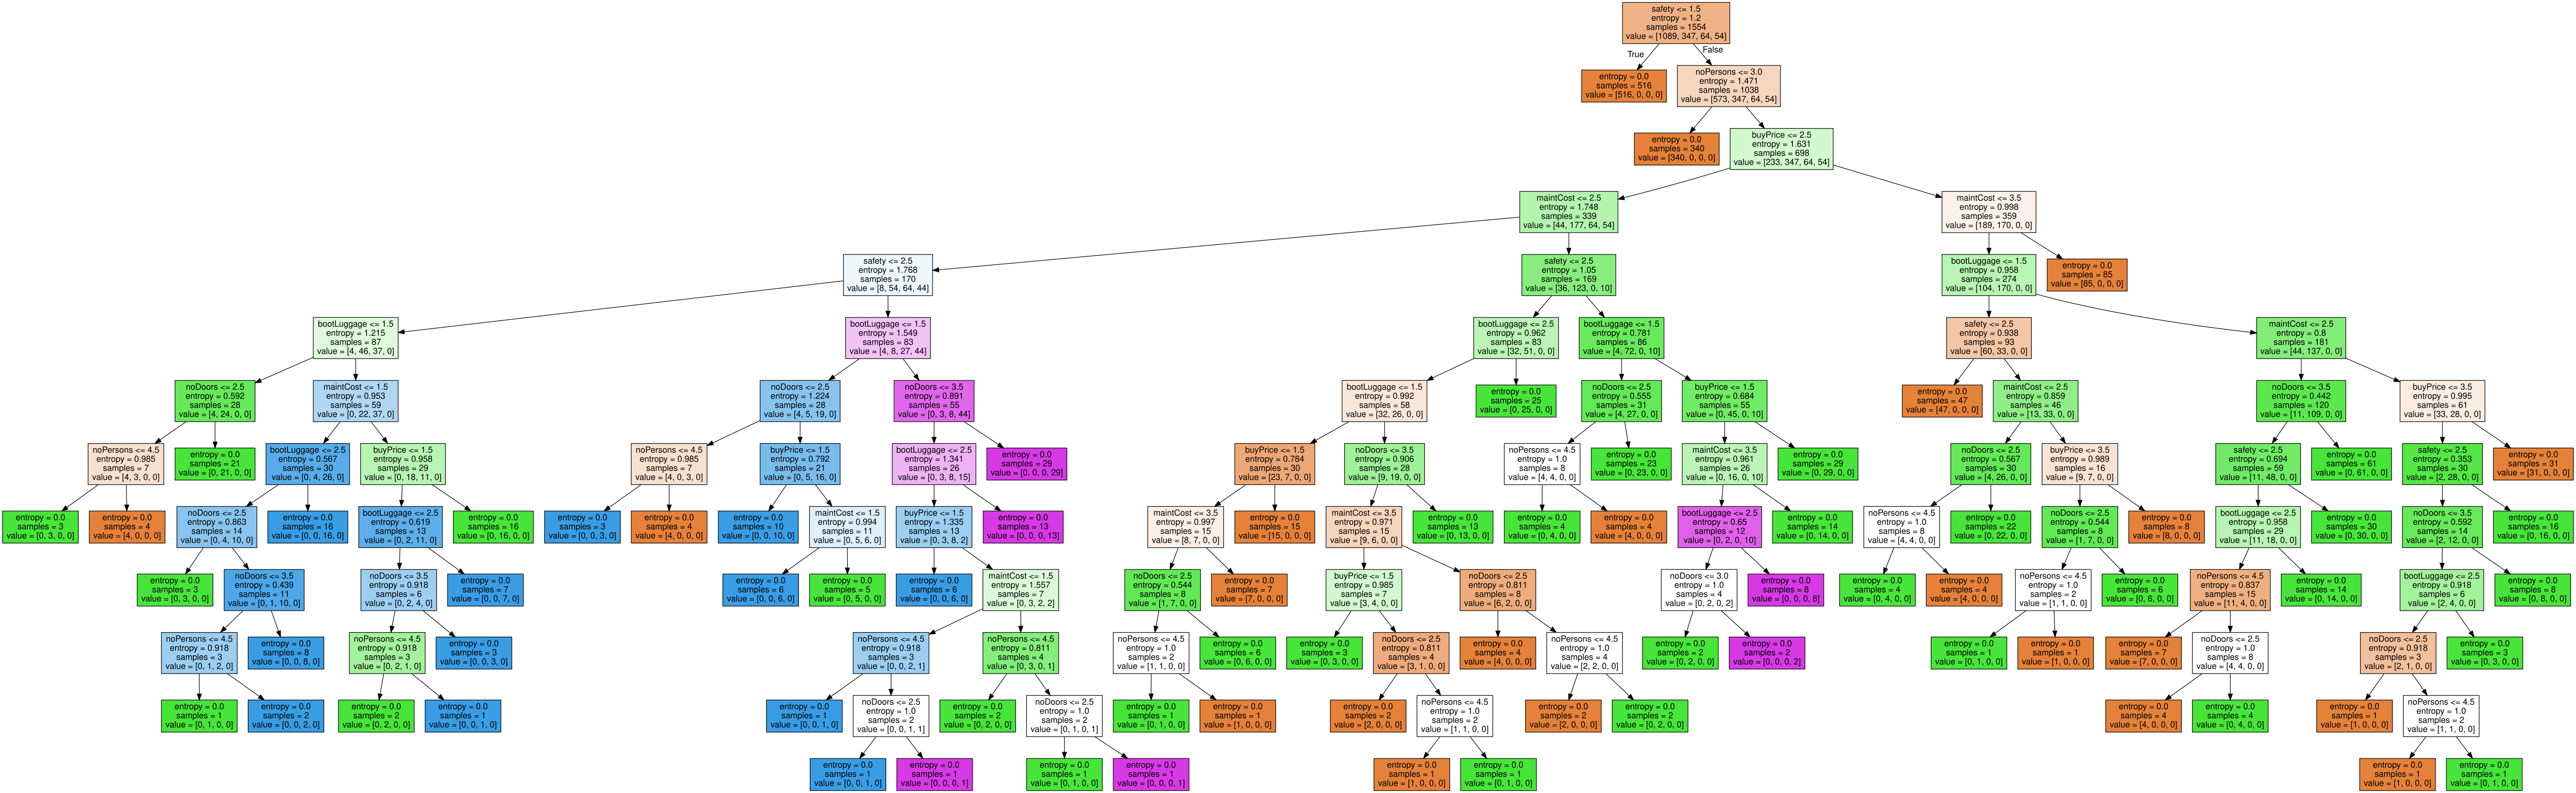 safety <= 1.5
entropy = 1.2
samples = 1554
value = [1089, 347, 64, 54]
True
False
entropy = 0.0
samples = 516
value = [516, 0, 0, 0]
noPersons <= 3.0
entropy = 1.471
samples = 1038
value = [573, 347, 64, 54]
entropy = 0.0
samples = 340
value = [340, 0, 0, 0]
buyPrice <= 2.5
entropy = 1.631
samples = 698
value = [233, 347, 64, 54]
maintCost <= 2.5
entropy = 1.748
samples = 339
value = [44, 177, 64, 54]
maintCost <= 3.5
entropy = 0.998
samples = 359
value = [189, 170, 0, 0]
safety <= 2.5
entropy = 1.768
samples = 170
value = [8, 54, 64, 44]
safety <= 2.5
entropy = 1.05
samples = 169
value = [36, 123, 0, 10]
bootLuggage <= 1.5
entropy = 0.958
samples = 274
value = [104, 170, 0, 0]
entropy = 0.0
samples = 85
value = [85, 0, 0, 0]
bootLuggage <= 1.5
entropy = 1.215
samples = 87
value = [4, 46, 37, 0]
bootLuggage <= 1.5
entropy = 1.549
samples = 83
value = [4, 8, 27, 44]
bootLuggage <= 2.5
entropy = 0.962
samples = 83
value = [32, 51, 0, 0]
bootLuggage <= 1.5
entropy = 0.781
samples = 86
value = [4, 72, 0, 10]
safety <= 2.5
entropy = 0.938
samples = 93
value = [60, 33, 0, 0]
maintCost <= 2.5
entropy = 0.8
samples = 181
value = [44, 137, 0, 0]
noDoors <= 2.5
entropy = 0.592
samples = 28
value = [4, 24, 0, 0]
maintCost <= 1.5
entropy = 0.953
samples = 59
value = [0, 22, 37, 0]
noDoors <= 2.5
entropy = 1.224
samples = 28
value = [4, 5, 19, 0]
noDoors <= 3.5
entropy = 0.891
samples = 55
value = [0, 3, 8, 44]
bootLuggage <= 1.5
entropy = 0.992
samples = 58
value = [32, 26, 0, 0]
entropy = 0.0
samples = 25
value = [0, 25, 0, 0]
noDoors <= 2.5
entropy = 0.555
samples = 31
value = [4, 27, 0, 0]
buyPrice <= 1.5
entropy = 0.684
samples = 55
value = [0, 45, 0, 10]
entropy = 0.0
samples = 47
value = [47, 0, 0, 0]
maintCost <= 2.5
entropy = 0.859
samples = 46
value = [13, 33, 0, 0]
noDoors <= 3.5
entropy = 0.442
samples = 120
value = [11, 109, 0, 0]
buyPrice <= 3.5
entropy = 0.995
samples = 61
value = [33, 28, 0, 0]
noPersons <= 4.5
entropy = 0.985
samples = 7
value = [4, 3, 0, 0]
entropy = 0.0
samples = 21
value = [0, 21, 0, 0]
bootLuggage <= 2.5
entropy = 0.567
samples = 30
value = [0, 4, 26, 0]
buyPrice <= 1.5
entropy = 0.958
samples = 29
value = [0, 18, 11, 0]
noPersons <= 4.5
entropy = 0.985
samples = 7
value = [4, 0, 3, 0]
buyPrice <= 1.5
entropy = 0.792
samples = 21
value = [0, 5, 16, 0]
bootLuggage <= 2.5
entropy = 1.341
samples = 26
value = [0, 3, 8, 15]
entropy = 0.0
samples = 29
value = [0, 0, 0, 29]
buyPrice <= 1.5
entropy = 0.784
samples = 30
value = [23, 7, 0, 0]
noDoors <= 3.5
entropy = 0.906
samples = 28
value = [9, 19, 0, 0]
noPersons <= 4.5
entropy = 1.0
samples = 8
value = [4, 4, 0, 0]
entropy = 0.0
samples = 23
value = [0, 23, 0, 0]
maintCost <= 3.5
entropy = 0.961
samples = 26
value = [0, 16, 0, 10]
entropy = 0.0
samples = 29
value = [0, 29, 0, 0]
noDoors <= 2.5
entropy = 0.567
samples = 30
value = [4, 26, 0, 0]
buyPrice <= 3.5
entropy = 0.989
samples = 16
value = [9, 7, 0, 0]
safety <= 2.5
entropy = 0.694
samples = 59
value = [11, 48, 0, 0]
entropy = 0.0
samples = 61
value = [0, 61, 0, 0]
safety <= 2.5
entropy = 0.353
samples = 30
value = [2, 28, 0, 0]
entropy = 0.0
samples = 31
value = [31, 0, 0, 0]
entropy = 0.0
samples = 3
value = [0, 3, 0, 0]
entropy = 0.0
samples = 4
value = [4, 0, 0, 0]
noDoors <= 2.5
entropy = 0.863
samples = 14
value = [0, 4, 10, 0]
entropy = 0.0
samples = 16
value = [0, 0, 16, 0]
bootLuggage <= 2.5
entropy = 0.619
samples = 13
value = [0, 2, 11, 0]
entropy = 0.0
samples = 16
value = [0, 16, 0, 0]
entropy = 0.0
samples = 3
value = [0, 0, 3, 0]
entropy = 0.0
samples = 4
value = [4, 0, 0, 0]
entropy = 0.0
samples = 10
value = [0, 0, 10, 0]
maintCost <= 1.5
entropy = 0.994
samples = 11
value = [0, 5, 6, 0]
buyPrice <= 1.5
entropy = 1.335
samples = 13
value = [0, 3, 8, 2]
entropy = 0.0
samples = 13
value = [0, 0, 0, 13]
maintCost <= 3.5
entropy = 0.997
samples = 15
value = [8, 7, 0, 0]
entropy = 0.0
samples = 15
value = [15, 0, 0, 0]
maintCost <= 3.5
entropy = 0.971
samples = 15
value = [9, 6, 0, 0]
entropy = 0.0
samples = 13
value = [0, 13, 0, 0]
entropy = 0.0
samples = 4
value = [0, 4, 0, 0]
entropy = 0.0
samples = 4
value = [4, 0, 0, 0]
bootLuggage <= 2.5
entropy = 0.65
samples = 12
value = [0, 2, 0, 10]
entropy = 0.0
samples = 14
value = [0, 14, 0, 0]
noPersons <= 4.5
entropy = 1.0
samples = 8
value = [4, 4, 0, 0]
entropy = 0.0
samples = 22
value = [0, 22, 0, 0]
noDoors <= 2.5
entropy = 0.544
samples = 8
value = [1, 7, 0, 0]
entropy = 0.0
samples = 8
value = [8, 0, 0, 0]
bootLuggage <= 2.5
entropy = 0.958
samples = 29
value = [11, 18, 0, 0]
entropy = 0.0
samples = 30
value = [0, 30, 0, 0]
noDoors <= 3.5
entropy = 0.592
samples = 14
value = [2, 12, 0, 0]
entropy = 0.0
samples = 16
value = [0, 16, 0, 0]
entropy = 0.0
samples = 3
value = [0, 3, 0, 0]
noDoors <= 3.5
entropy = 0.439
samples = 11
value = [0, 1, 10, 0]
noDoors <= 3.5
entropy = 0.918
samples = 6
value = [0, 2, 4, 0]
entropy = 0.0
samples = 7
value = [0, 0, 7, 0]
entropy = 0.0
samples = 6
value = [0, 0, 6, 0]
entropy = 0.0
samples = 5
value = [0, 5, 0, 0]
entropy = 0.0
samples = 6
value = [0, 0, 6, 0]
maintCost <= 1.5
entropy = 1.557
samples = 7
value = [0, 3, 2, 2]
noDoors <= 2.5
entropy = 0.544
samples = 8
value = [1, 7, 0, 0]
entropy = 0.0
samples = 7
value = [7, 0, 0, 0]
buyPrice <= 1.5
entropy = 0.985
samples = 7
value = [3, 4, 0, 0]
noDoors <= 2.5
entropy = 0.811
samples = 8
value = [6, 2, 0, 0]
noDoors <= 3.0
entropy = 1.0
samples = 4
value = [0, 2, 0, 2]
entropy = 0.0
samples = 8
value = [0, 0, 0, 8]
entropy = 0.0
samples = 4
value = [0, 4, 0, 0]
entropy = 0.0
samples = 4
value = [4, 0, 0, 0]
noPersons <= 4.5
entropy = 1.0
samples = 2
value = [1, 1, 0, 0]
entropy = 0.0
samples = 6
value = [0, 6, 0, 0]
noPersons <= 4.5
entropy = 0.837
samples = 15
value = [11, 4, 0, 0]
entropy = 0.0
samples = 14
value = [0, 14, 0, 0]
bootLuggage <= 2.5
entropy = 0.918
samples = 6
value = [2, 4, 0, 0]
entropy = 0.0
samples = 8
value = [0, 8, 0, 0]
noPersons <= 4.5
entropy = 0.918
samples = 3
value = [0, 1, 2, 0]
entropy = 0.0
samples = 8
value = [0, 0, 8, 0]
noPersons <= 4.5
entropy = 0.918
samples = 3
value = [0, 2, 1, 0]
entropy = 0.0
samples = 3
value = [0, 0, 3, 0]
noPersons <= 4.5
entropy = 0.918
samples = 3
value = [0, 0, 2, 1]
noPersons <= 4.5
entropy = 0.811
samples = 4
value = [0, 3, 0, 1]
noPersons <= 4.5
entropy = 1.0
samples = 2
value = [1, 1, 0, 0]
entropy = 0.0
samples = 6
value = [0, 6, 0, 0]
entropy = 0.0
samples = 3
value = [0, 3, 0, 0]
noDoors <= 2.5
entropy = 0.811
samples = 4
value = [3, 1, 0, 0]
entropy = 0.0
samples = 4
value = [4, 0, 0, 0]
noPersons <= 4.5
entropy = 1.0
samples = 4
value = [2, 2, 0, 0]
entropy = 0.0
samples = 2
value = [0, 2, 0, 0]
entropy = 0.0
samples = 2
value = [0, 0, 0, 2]
entropy = 0.0
samples = 1
value = [0, 1, 0, 0]
entropy = 0.0
samples = 1
value = [1, 0, 0, 0]
entropy = 0.0
samples = 7
value = [7, 0, 0, 0]
noDoors <= 2.5
entropy = 1.0
samples = 8
value = [4, 4, 0, 0]
noDoors <= 2.5
entropy = 0.918
samples = 3
value = [2, 1, 0, 0]
entropy = 0.0
samples = 3
value = [0, 3, 0, 0]
entropy = 0.0
samples = 1
value = [0, 1, 0, 0]
entropy = 0.0
samples = 2
value = [0, 0, 2, 0]
entropy = 0.0
samples = 2
value = [0, 2, 0, 0]
entropy = 0.0
samples = 1
value = [0, 0, 1, 0]
entropy = 0.0
samples = 1
value = [0, 0, 1, 0]
noDoors <= 2.5
entropy = 1.0
samples = 2
value = [0, 0, 1, 1]
entropy = 0.0
samples = 2
value = [0, 2, 0, 0]
noDoors <= 2.5
entropy = 1.0
samples = 2
value = [0, 1, 0, 1]
entropy = 0.0
samples = 1
value = [0, 1, 0, 0]
entropy = 0.0
samples = 1
value = [1, 0, 0, 0]
entropy = 0.0
samples = 2
value = [2, 0, 0, 0]
noPersons <= 4.5
entropy = 1.0
samples = 2
value = [1, 1, 0, 0]
entropy = 0.0
samples = 2
value = [2, 0, 0, 0]
entropy = 0.0
samples = 2
value = [0, 2, 0, 0]
entropy = 0.0
samples = 4
value = [4, 0, 0, 0]
entropy = 0.0
samples = 4
value = [0, 4, 0, 0]
entropy = 0.0
samples = 1
value = [1, 0, 0, 0]
noPersons <= 4.5
entropy = 1.0
samples = 2
value = [1, 1, 0, 0]
entropy = 0.0
samples = 1
value = [0, 0, 1, 0]
entropy = 0.0
samples = 1
value = [0, 0, 0, 1]
entropy = 0.0
samples = 1
value = [0, 1, 0, 0]
entropy = 0.0
samples = 1
value = [0, 0, 0, 1]
entropy = 0.0
samples = 1
value = [1, 0, 0, 0]
entropy = 0.0
samples = 1
value = [0, 1, 0, 0]
entropy = 0.0
samples = 1
value = [1, 0, 0, 0]
entropy = 0.0
samples = 1
value = [0, 1, 0, 0]